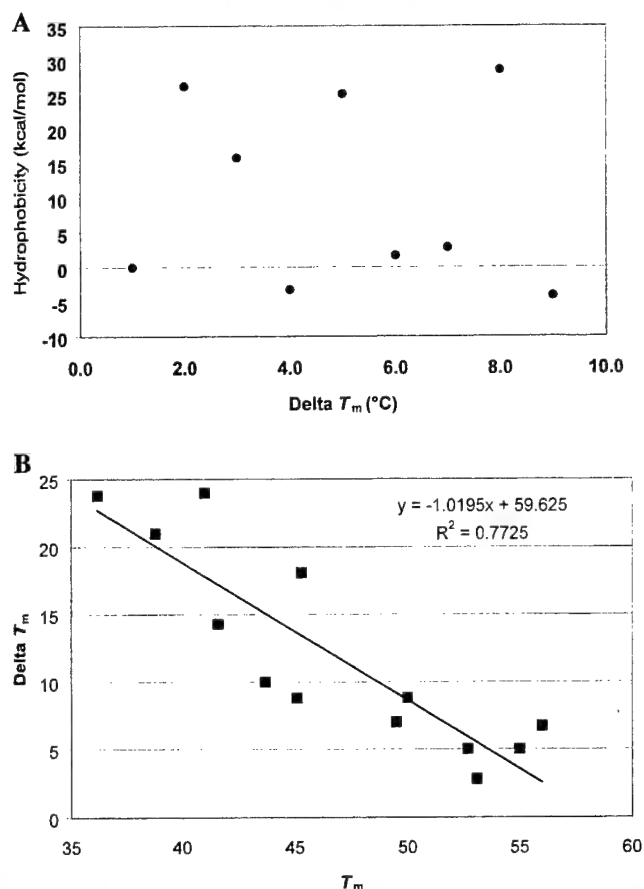 A
Hydrophobicity (kcal/mol)
35
30
25
20
15
10
5
0
-5
-10
0.0 2.0 4.0 6.0 8.0 10.0
Delta Tm (°C)
B
Delta Tm
25
20
15
10
5
0
y = -1.0195x + 59.625
R² = 0.7725
35 40 45 50 55 60
Tm